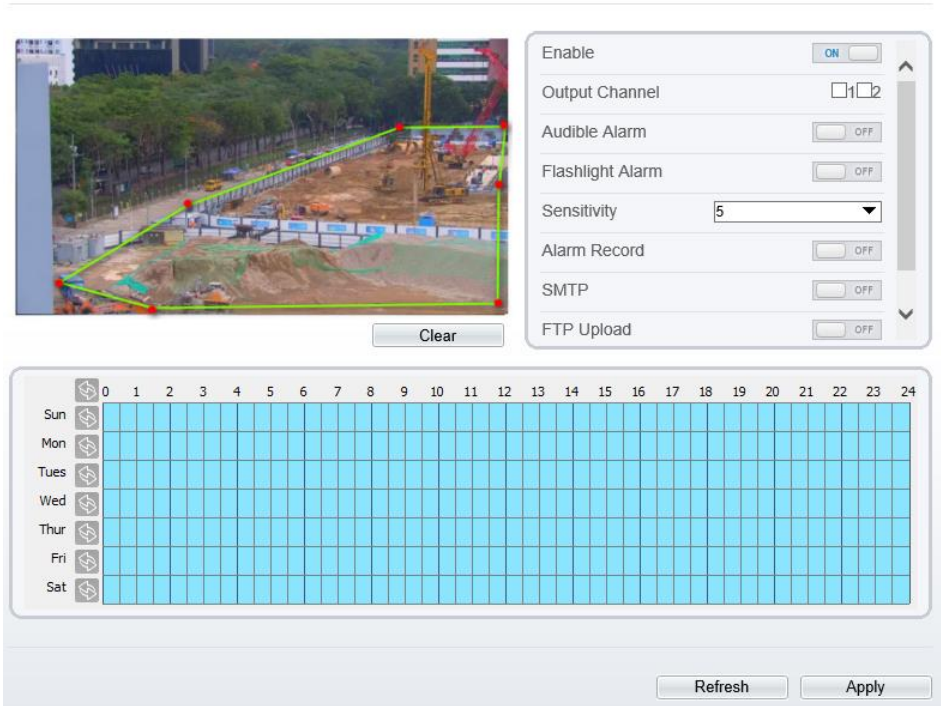 Enable ON
Output Channel 1 2
Audible Alarm OFF
Flashlight Alarm OFF
Sensitivity 5
Alarm Record OFF
SMTP OFF
FTP Upload OFF
Clear
0 1 2 3 4 5 6 7 8 9 10 11 12 13 14 15 16 17 18 19 20 21 22 23 24
Sun
Mon
Tues
Wed
Thur
Fri
Sat
Refresh Apply